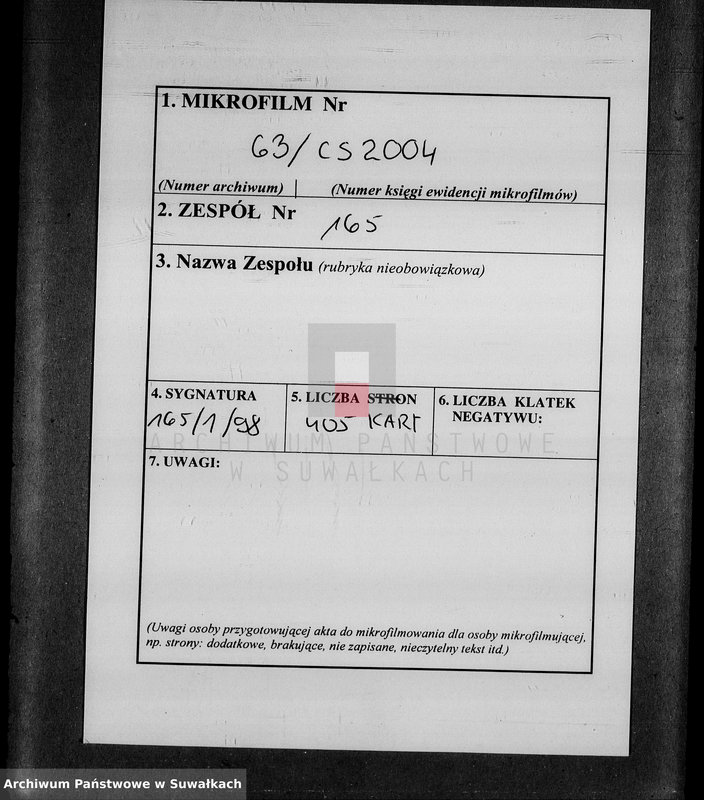 1. MIKROFILM Nr
63/CS2004
(Numer archiwum) (Numer księgi ewidencji mikrofilmów)
2. ZESPÓŁ Nr
165
3. Nazwa Zespołu (rubryka nieobowiązkowa)
4. SYGNATURA
165/1/98
5. LICZBA STRON
405 KART
6. LICZBA KLATEK
NEGATYWU:
ARCHIWUM PAŃSTWOWE
W SUWAŁKACH
7. UWAGI:
(Uwagi osoby przygotowującej akta do mikrofilmowania dla osoby mikrofilmującej,
np. strony: dodatkowe, brakujące, nie zapisane, nieczytelny tekst itd.)
Archiwum Państwowe w Suwałkach